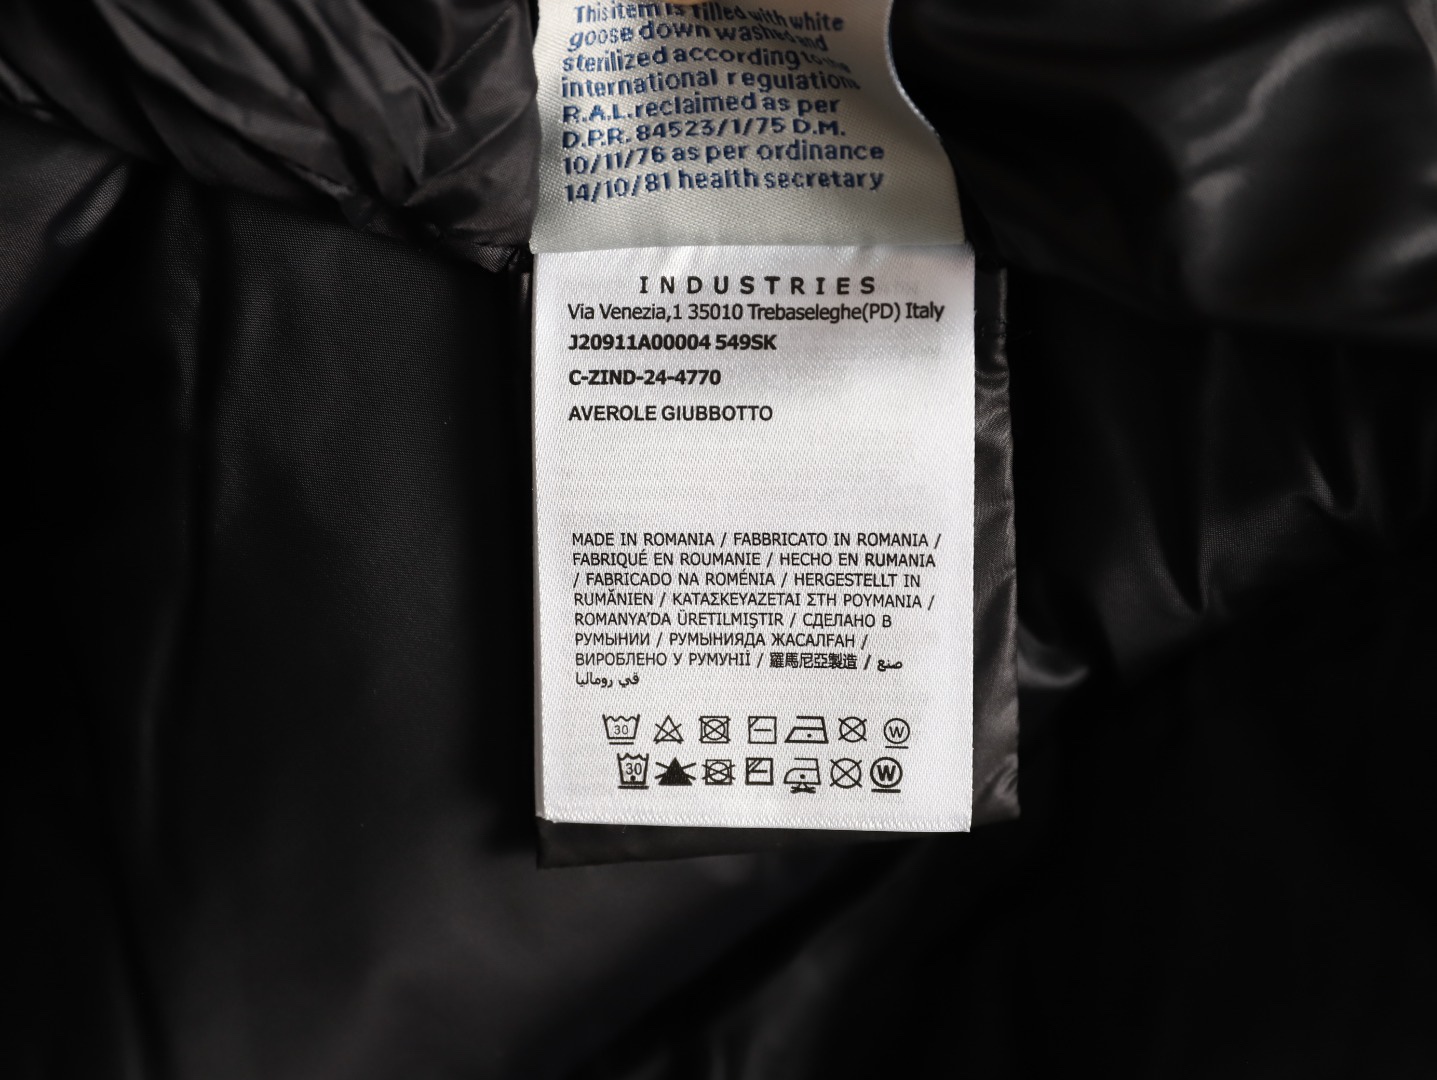 This item is filled with white
goose down washed and
sterilized according to the
international regulation
R.A.L. reclaimed as per
D.P.R. 84523/1/75 D.M.
10/11/76 as per ordinance
14/10/81 health secretary
INDUSTRIES
Via Venezia,1 35010 Trebaseleghe(PD) Italy
J20911A00004 549SK
C-ZIND-24-4770
AVEROLE GIUBBOTTO
MADE IN ROMANIA / FABBRICATO IN ROMANIA /
FABRIQUÉ EN ROUMANIE / HECHO EN RUMANIA
/ FABRICADO NA ROMÉNIA / HERGESTELLT IN
RUMĂNIEN / ΚΑΤΑΣΚΕΥΑΖΕΤΑΙ ΣΤΗ ΡΟΥΜΑΝΙΑ /
ROMANYA'DA ÜRETILMIŞTIR / СДЕЛАНО В
РУМЫНИИ / РУМЫНИЯДА ЖАСАЛҒАН /
ВИРОБЛЕНО У РУМУНІЇ / 羅馬尼亞製造 / صنع
في روماليا
30 W
30 W